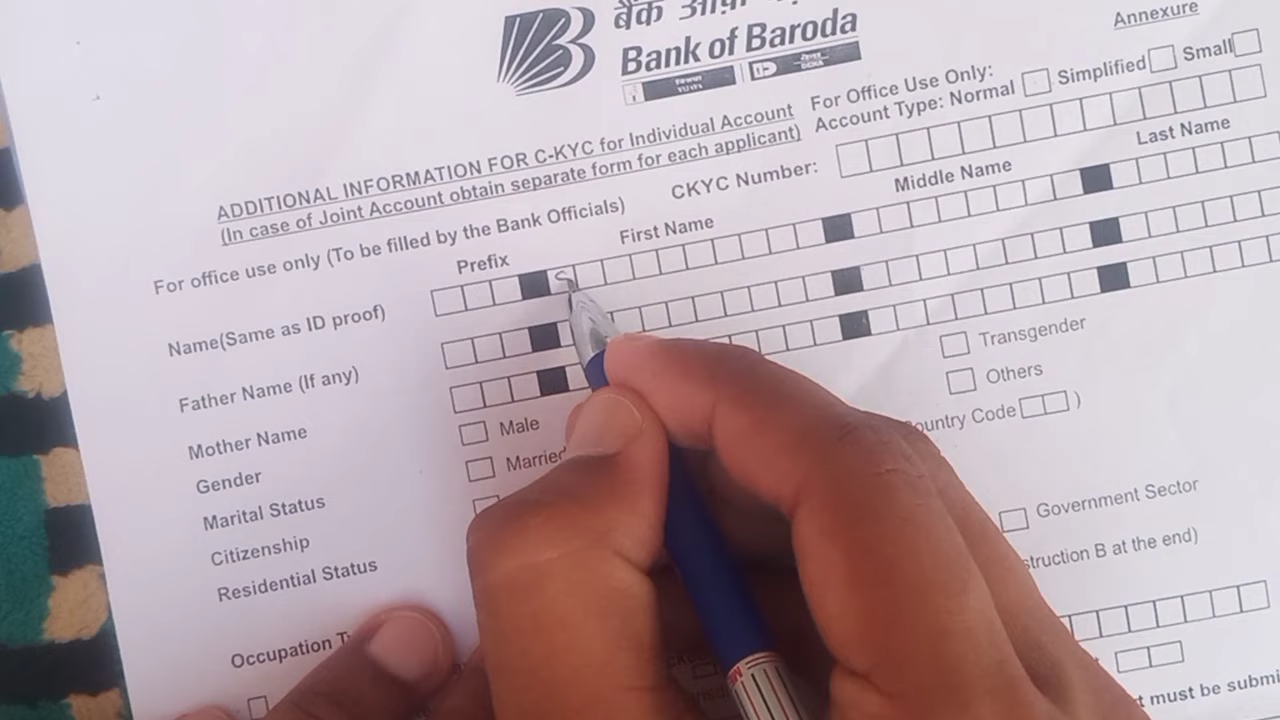 बैंक ऑफ़
Bank of Baroda
Annexure
ADDITIONAL INFORMATION FOR C-KYC for Individual Account
(In case of Joint Account obtain separate form for each applicant)
For Office Use Only:
Account Type: Normal Simplified Small
For office use only (To be filled by the Bank Officials)
CKYC Number:
Prefix First Name Middle Name Last Name
Name(Same as ID proof) S
Father Name (If any)
Mother Name
Gender Male Transgender
Marital Status Married Others
Citizenship ountry Code )
Residential Status
Government Sector
Occupation T
struction B at the end)
t must be submi